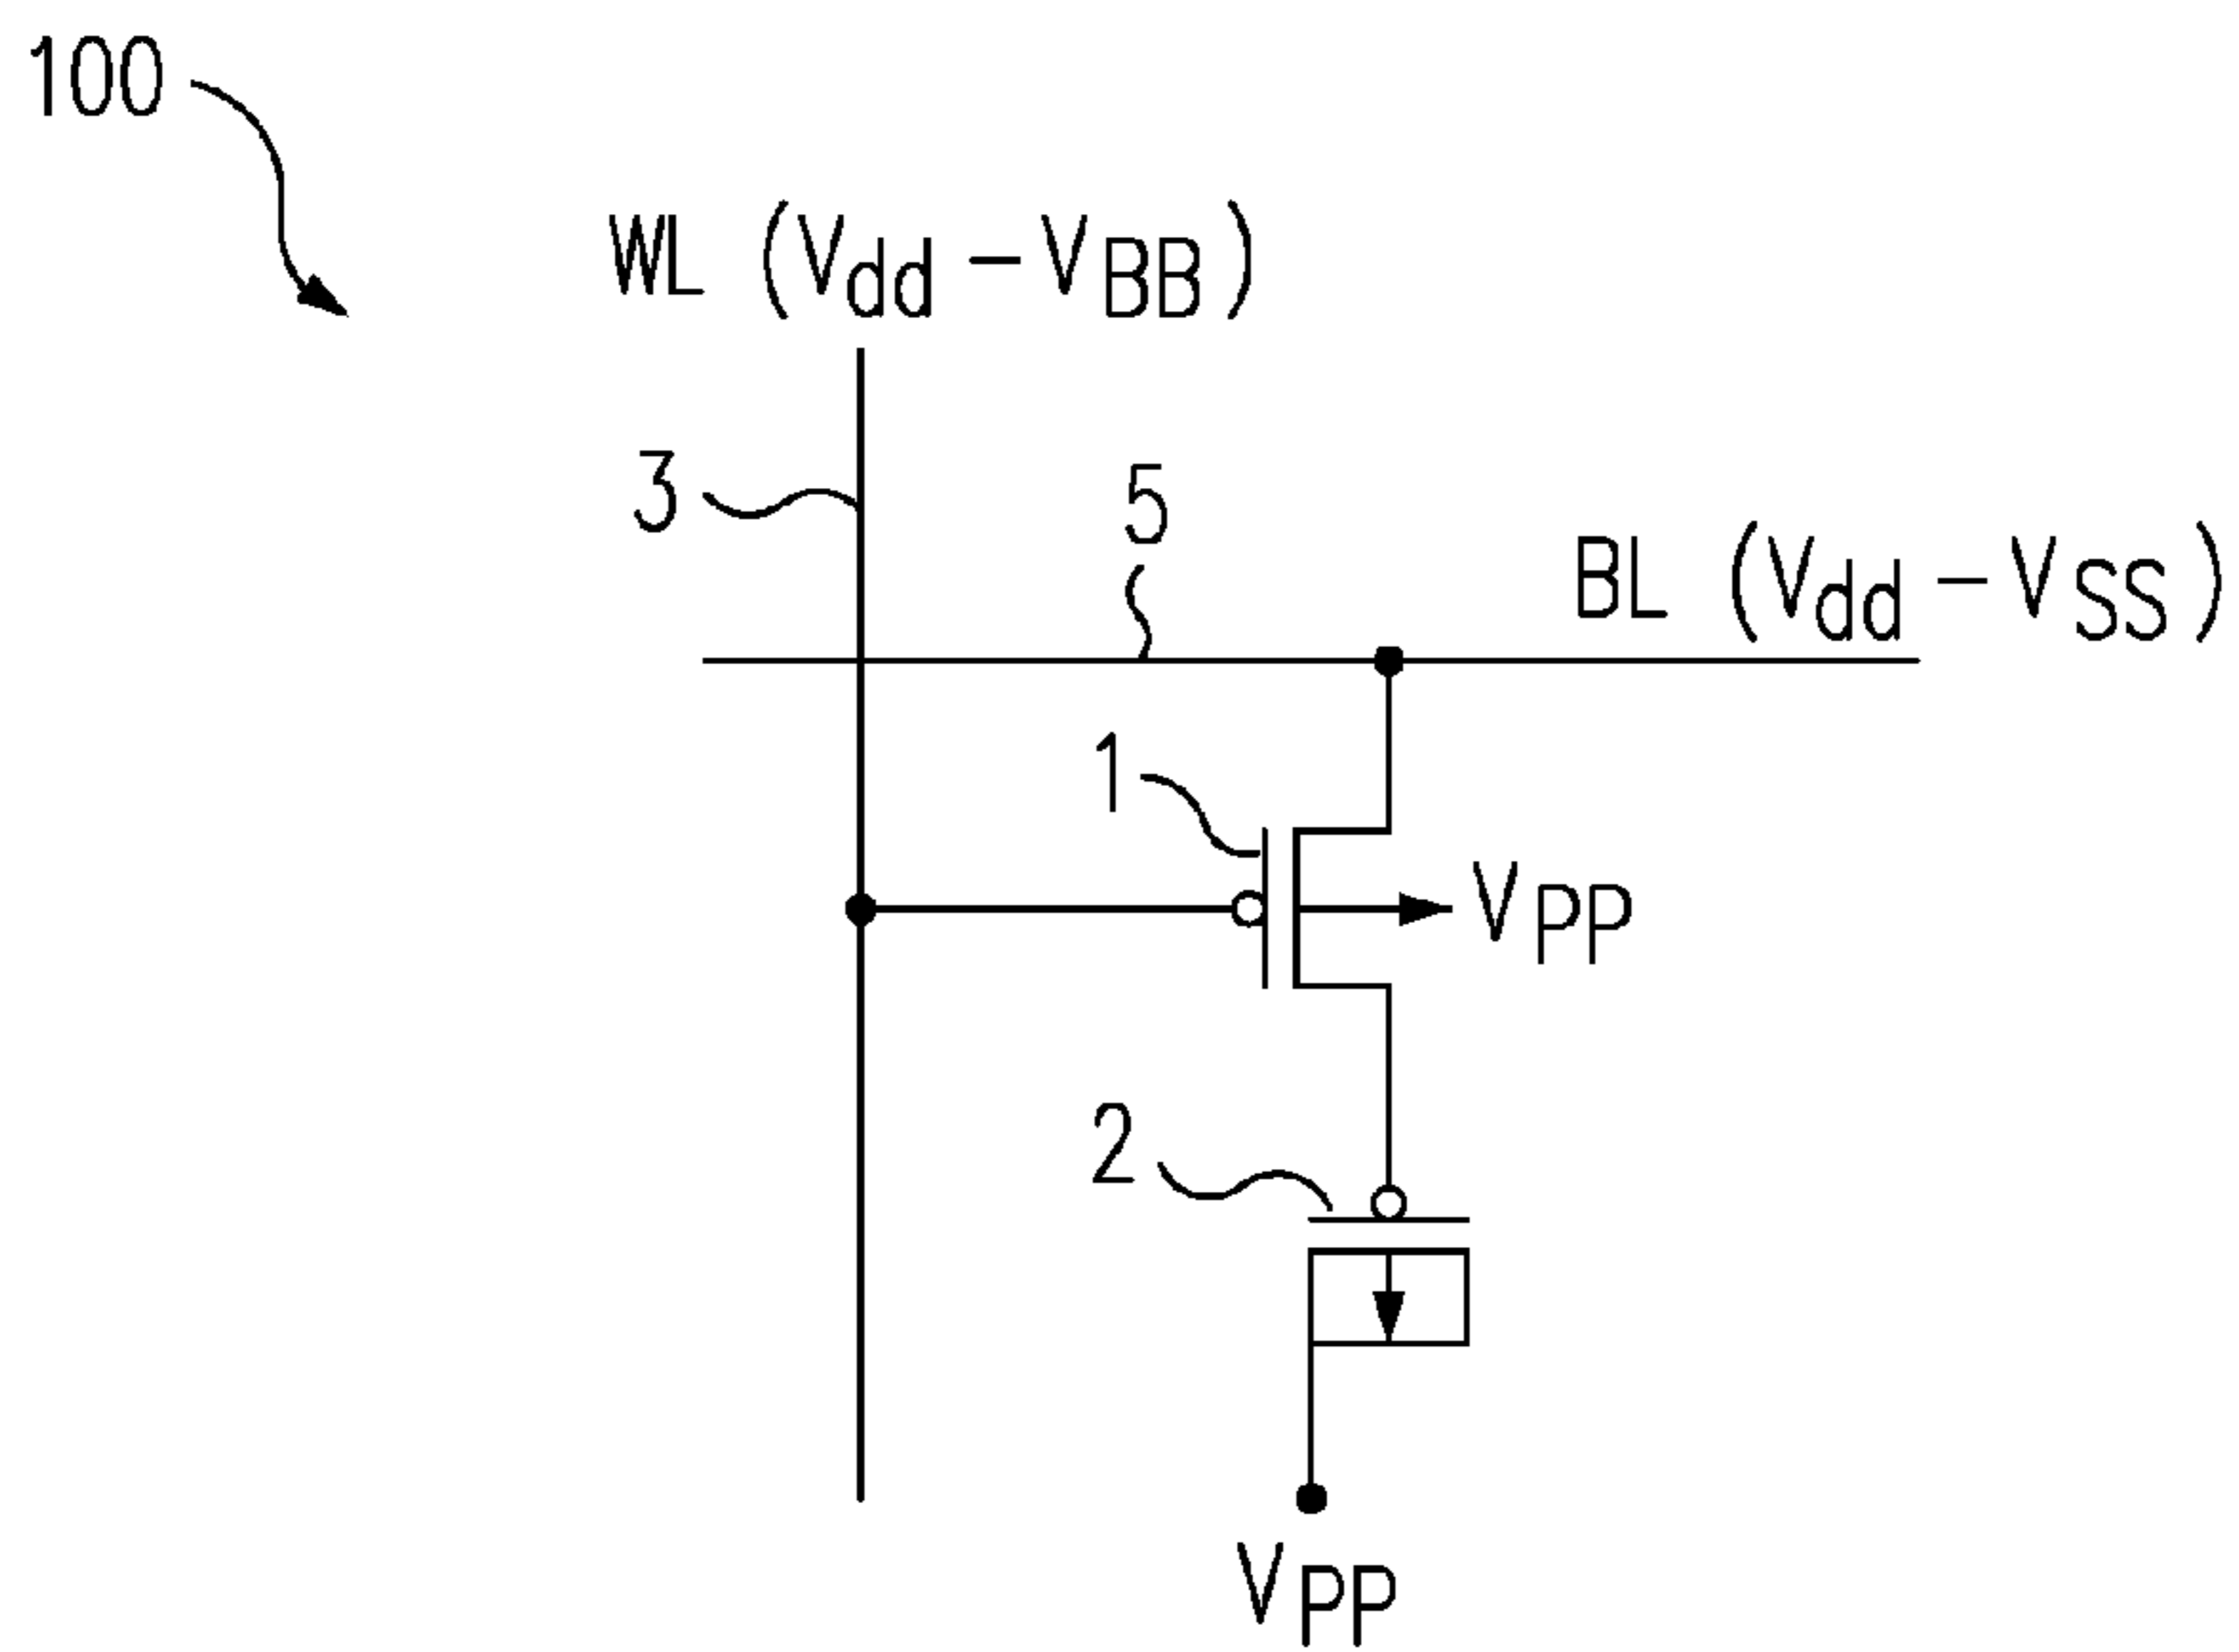 100
WL (Vdd – VBB)
3
5
BL (Vdd – VSS)
1
VPP
2
VPP